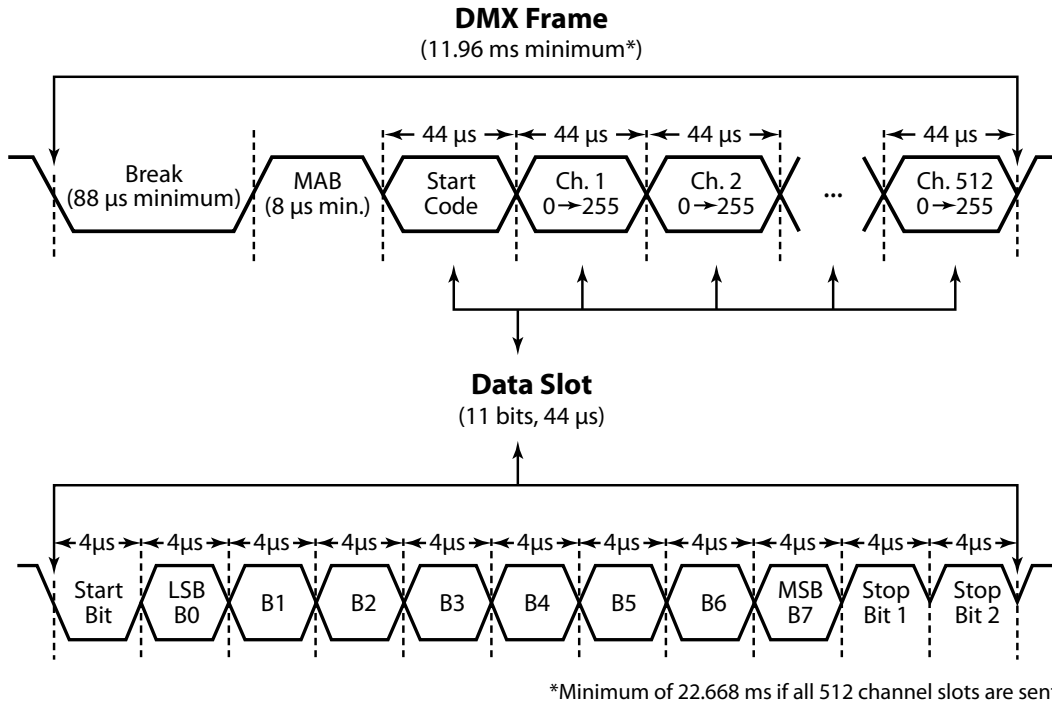 DMX Frame
(11.96 ms minimum*)
44 μs 44 μs 44 μs 44 μs
Break
(88 μs minimum)
MAB
(8 μs min.)
Start
Code
Ch. 1
0→255
Ch. 2
0→255
...
Ch. 512
0→255
Data Slot
(11 bits, 44 μs)
4μs 4μs 4μs 4μs 4μs 4μs 4μs 4μs 4μs 4μs 4μs
Start
Bit
LSB
B0
B1
B2
B3
B4
B5
B6
MSB
B7
Stop
Bit 1
Stop
Bit 2
*Minimum of 22.668 ms if all 512 channel slots are sent